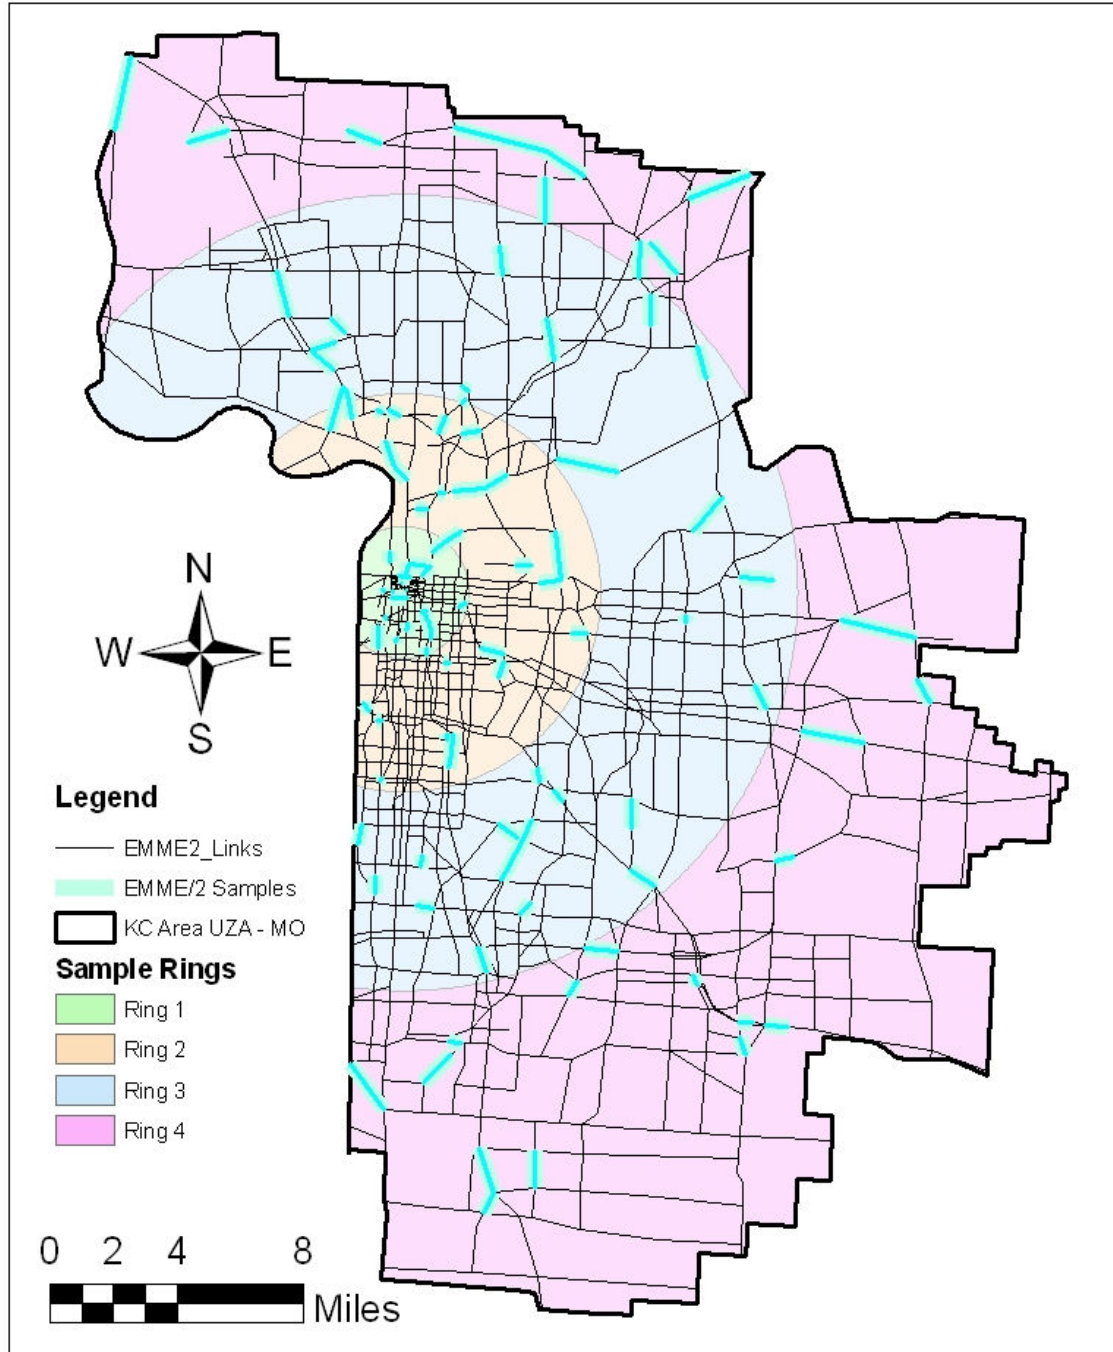 N
W E
S
Legend
EMME2_Links
EMME/2 Samples
KC Area UZA - MO
Sample Rings
Ring 1
Ring 2
Ring 3
Ring 4
0 2 4 8
Miles